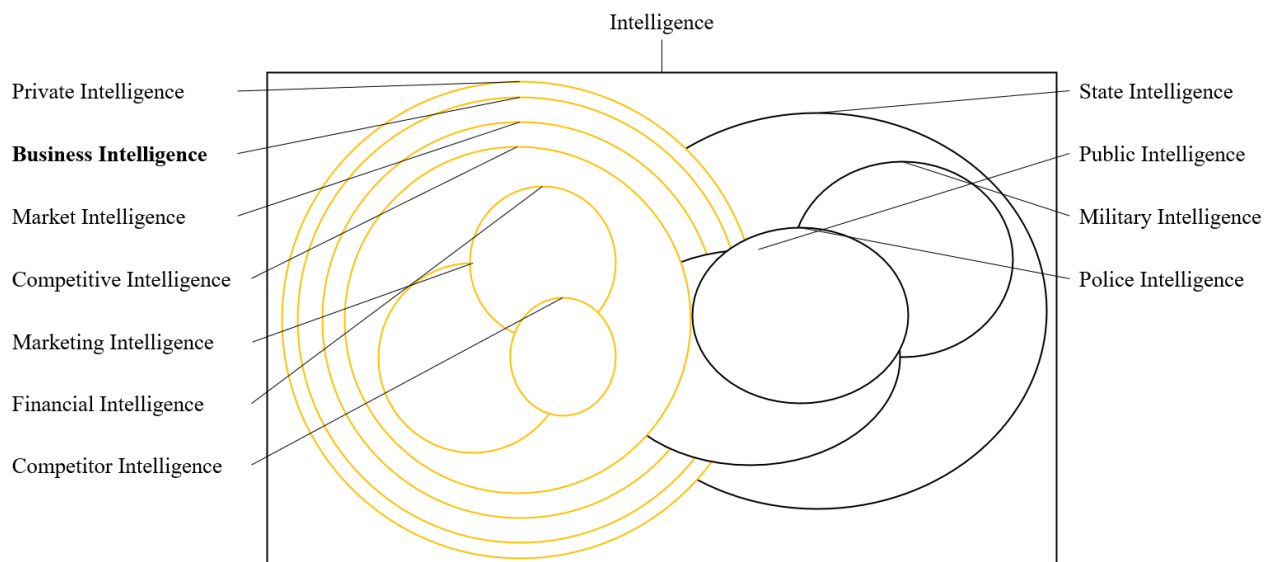 Intelligence
Private Intelligence
Business Intelligence
Market Intelligence
Competitive Intelligence
Marketing Intelligence
Financial Intelligence
Competitor Intelligence
State Intelligence
Public Intelligence
Military Intelligence
Police Intelligence